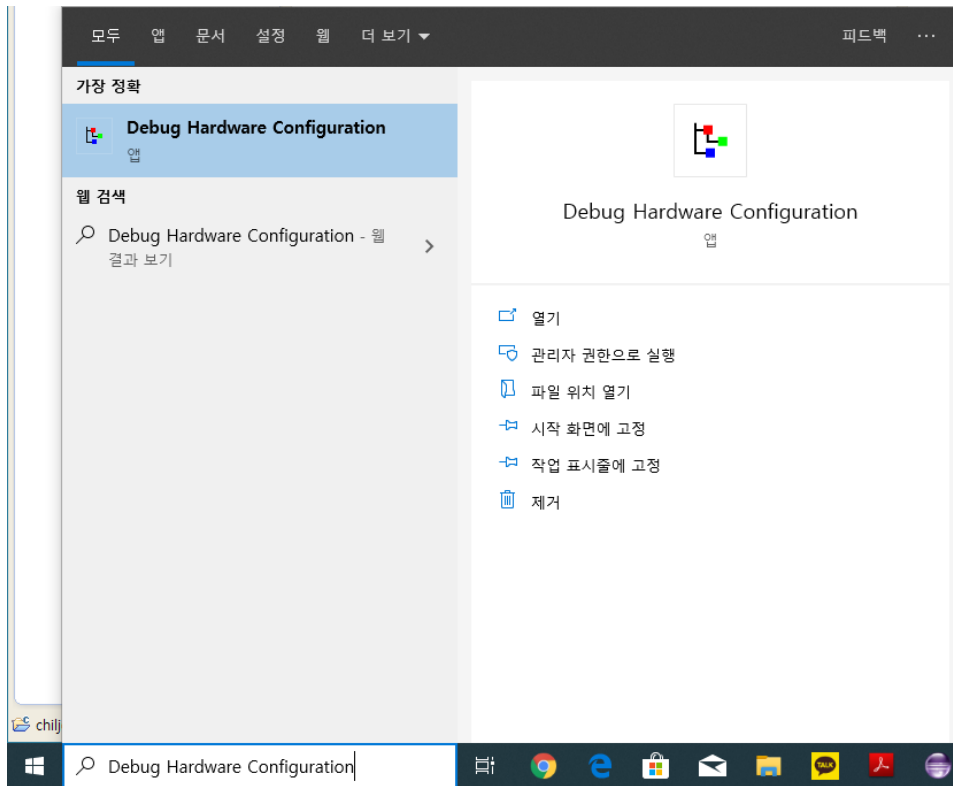 모두 앱 문서 설정 웹 더 보기 피드백 ...
가장 정확
Debug Hardware Configuration
앱
웹 검색
Debug Hardware Configuration - 웹
결과 보기
Debug Hardware Configuration
앱
열기
관리자 권한으로 실행
파일 위치 열기
시작 화면에 고정
작업 표시줄에 고정
제거
chilj
Debug Hardware Configuration
TALK